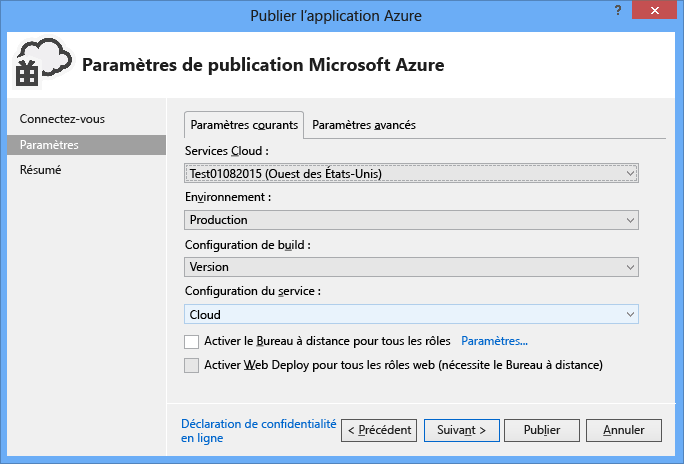 Publier l'application Azure
?
Paramètres de publication Microsoft Azure
Connectez-vous
Paramètres
Résumé
Paramètres courants
Paramètres avancés
Services Cloud :
Test01082015 (Ouest des États-Unis)
Environnement :
Production
Configuration de build :
Version
Configuration du service :
Cloud
Activer le Bureau à distance pour tous les rôles
Paramètres...
Activer Web Deploy pour tous les rôles web (nécessite le Bureau à distance)
Déclaration de confidentialité
en ligne
< Précédent
Suivant >
Publier
Annuler